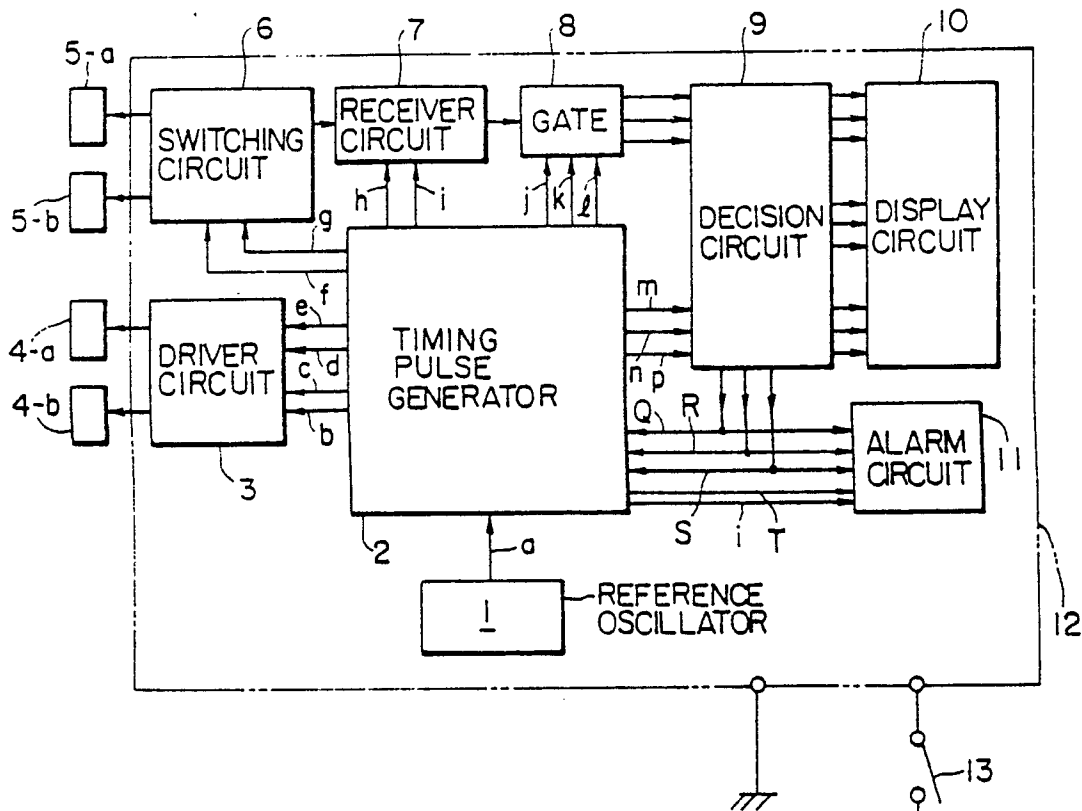 6
7
8
9
10
5-a
SWITCHING
CIRCUIT
RECEIVER
CIRCUIT
GATE
DECISION
CIRCUIT
DISPLAY
CIRCUIT
5-b
h
i
j
k
l
g
f
4-a
DRIVER
CIRCUIT
e
d
c
b
TIMING
PULSE
GENERATOR
m
n
p
4-b
3
Q
R
S
i
T
ALARM
CIRCUIT
11
2
a
1
REFERENCE
OSCILLATOR
12
13